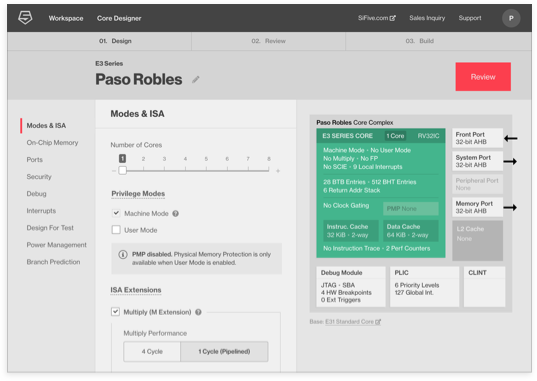 Workspace
Core Designer
SiFive.com
Sales Inquiry
Support
P
01. Design
02. Review
03. Build
E3 Series
Paso Robles
Review
Modes & ISA
On-Chip Memory
Ports
Security
Debug
Interrupts
Design For Test
Power Management
Branch Prediction
Modes & ISA
Number of Cores
1 2 3 4 5 6 7 8
− +
Privilege Modes
Machine Mode ?
User Mode
PMP disabled. Physical Memory Protection is only
available when User Mode is enabled.
ISA Extensions
Multiply (M Extension) ?
Multiply Performance
4 Cycle
1 Cycle (Pipelined)
Paso Robles Core Complex
E3 SERIES CORE 1 Core RV32IC
Machine Mode • No User Mode
No Multiply • No FP
No SCIE • 9 Local Interrupts
28 BTB Entries • 512 BHT Entries
6 Return Addr Stack
No Clock Gating
PMP None
Instruc. Cache
32 KiB • 2-way
Data Cache
64 KiB • 2-way
No Instruction Trace • 2 Perf Counters
Front Port
32-bit AHB
System Port
32-bit AHB
Peripheral Port
None
Memory Port
32-bit AHB
L2 Cache
None
Debug Module
JTAG • SBA
4 HW Breakpoints
0 Ext Triggers
PLIC
6 Priority Levels
127 Global Int.
CLINT
Base: E31 Standard Core